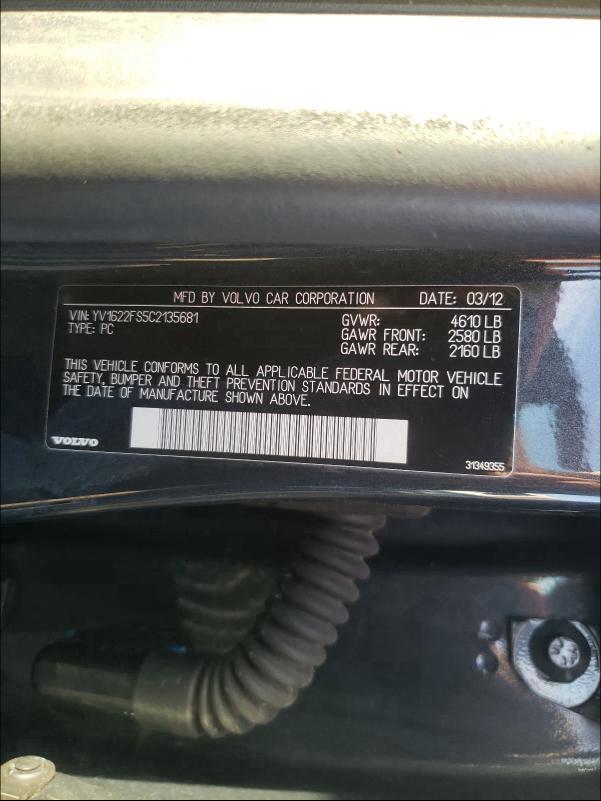 MFD BY VOLVO CAR CORPORATION DATE: 03/12
VIN: YV1622FS5C2135681 GVWR: 4610 LB
TYPE: PC GAWR FRONT: 2580 LB
GAWR REAR: 2160 LB
THIS VEHICLE CONFORMS TO ALL APPLICABLE FEDERAL MOTOR VEHICLE
SAFETY, BUMPER AND THEFT PREVENTION STANDARDS IN EFFECT ON
THE DATE OF MANUFACTURE SHOWN ABOVE.
VOLVO 31349355